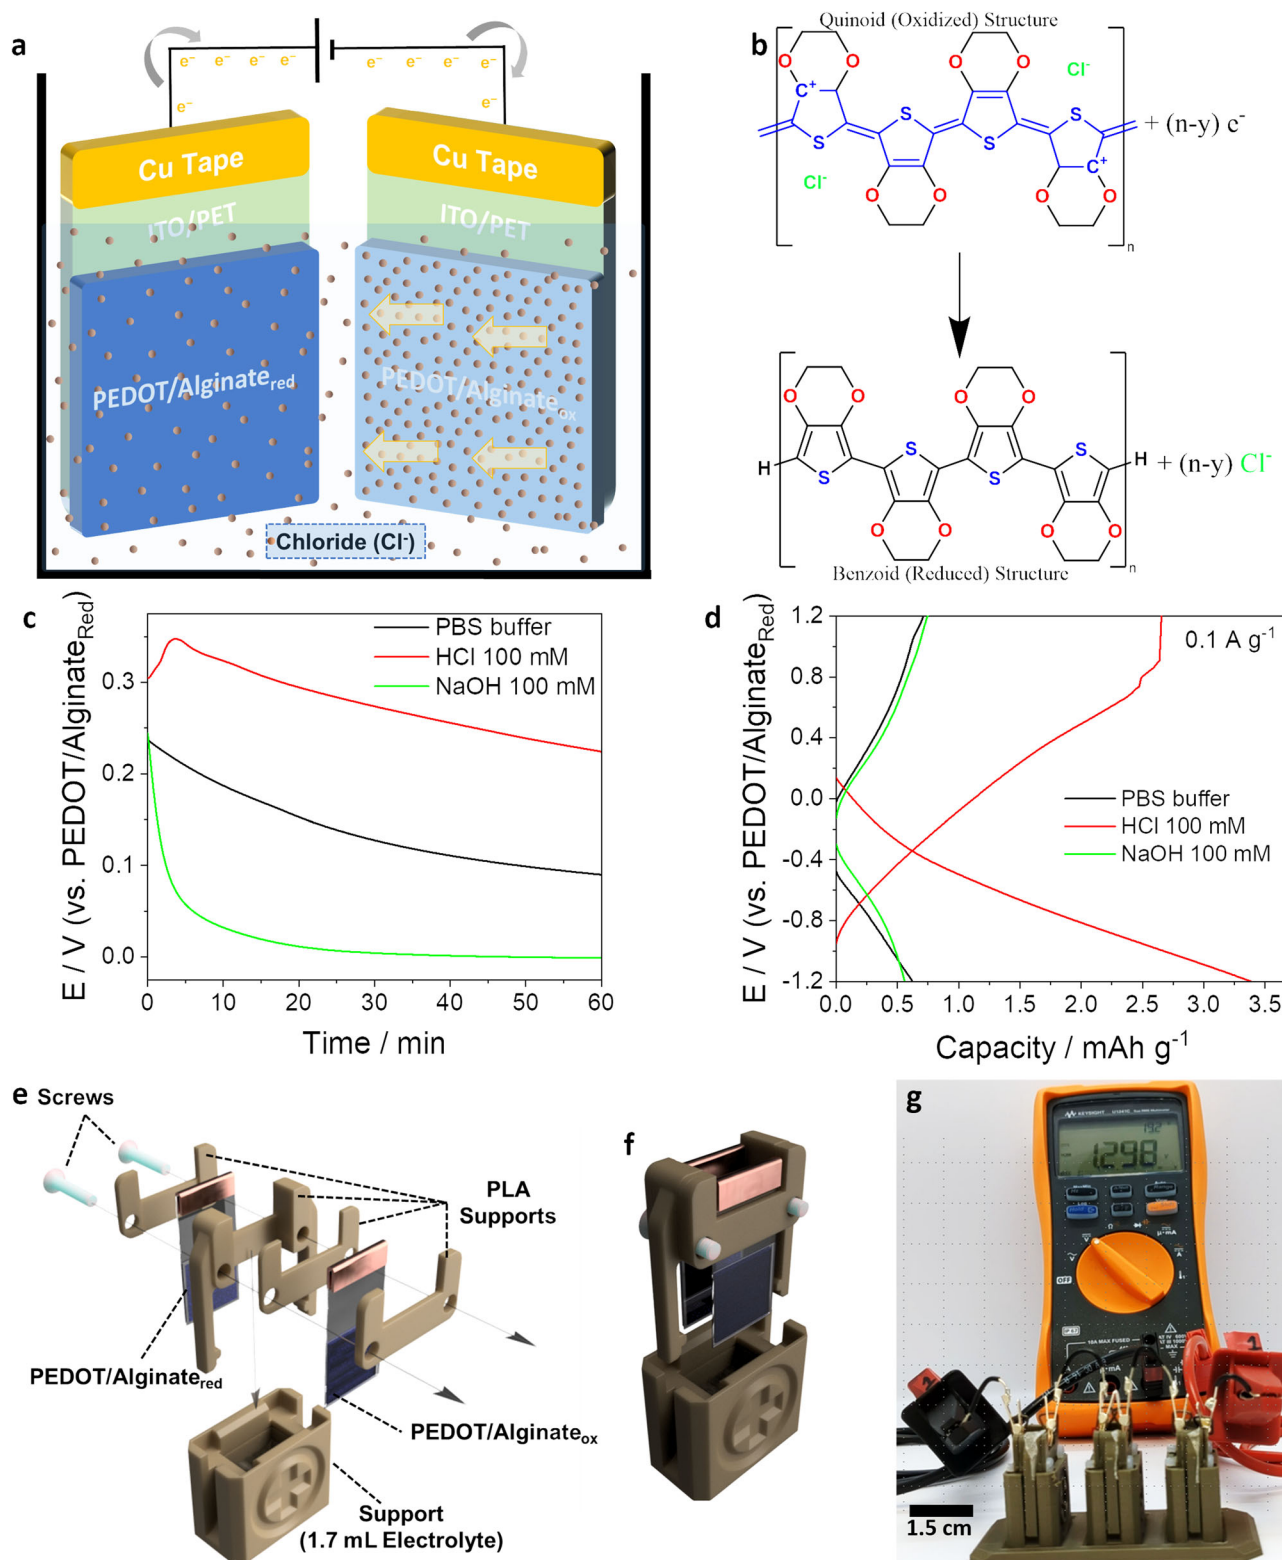 a
e⁻ e⁻ e⁻ e⁻ e⁻ e⁻ e⁻ e⁻
e⁻ e⁻
Cu Tape
Cu Tape
ITO/PET
ITO/PET
PEDOT/Alginate_red
PEDOT/Alginate_ox
Chloride (Cl⁻)
b
Quinoid (Oxidized) Structure
O O O O
Cl⁻
C⁺
S S
+ (n-y) e⁻
S S
C⁺
Cl⁻
O O O O
n
O O O O
S S
H H
+ (n-y) Cl⁻
S S
O O O O
n
Benzoid (Reduced) Structure
c
PBS buffer
HCl 100 mM
NaOH 100 mM
0.3
0.2
0.1
0.0
E / V (vs. PEDOT/Alginate_Red)
0 10 20 30 40 50 60
Time / min
d
0.1 A g⁻¹
1.2
0.8
0.4
0.0
-0.4
-0.8
-1.2
E / V (vs. PEDOT/Alginate_Red)
PBS buffer
HCl 100 mM
NaOH 100 mM
0.0 0.5 1.0 1.5 2.0 2.5 3.0 3.5
Capacity / mAh g⁻¹
e
Screws
PLA
Supports
PEDOT/Alginate_red
PEDOT/Alginate_ox
Support
(1.7 mL Electrolyte)
f
g
KEYSIGHT
19.2
1.298
OFF
1.5 cm